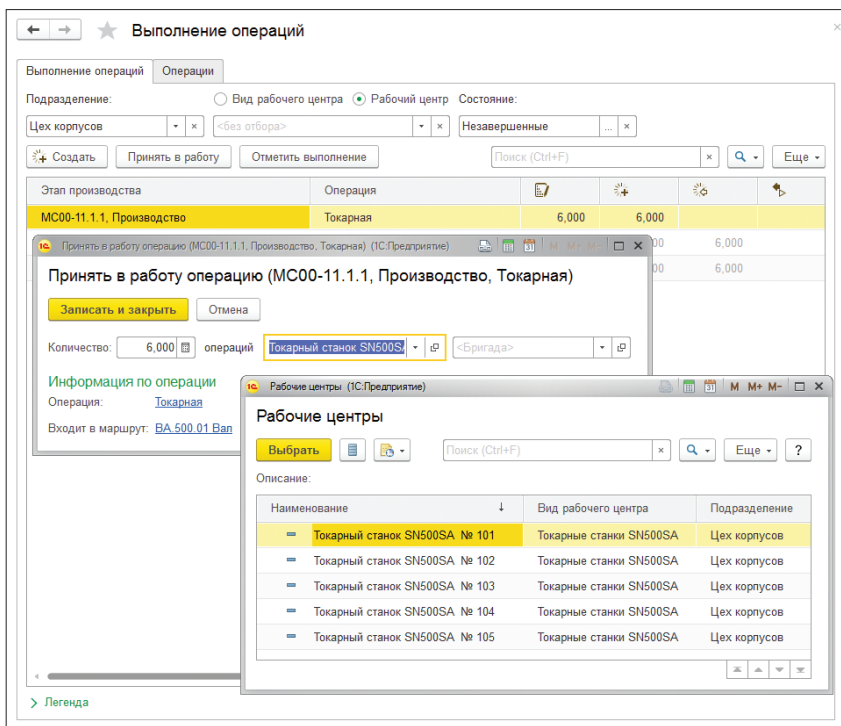 Выполнение операций
Выполнение операций Операции
Подразделение: Вид рабочего центра Рабочий центр Состояние:
Цех корпусов <без отбора> Незавершенные ...
Создать Принять в работу Отметить выполнение Поиск (Ctrl+F) Еще
Этап производства Операция
МС00-11.1.1, Производство Токарная 6,000 6,000
00 6,000
00 6,000
Принять в работу операцию (МС00-11.1.1, Производство, Токарная) (1С:Предприятие) M M+ M-
Принять в работу операцию (МС00-11.1.1, Производство, Токарная)
Записать и закрыть Отмена
Количество: 6,000 операций Токарный станок SN500SA <Бригада>
Информация по операции
Операция: Токарная
Входит в маршрут: ВА.500.01 Вал
Рабочие центры (1С:Предприятие) M M+ M-
Рабочие центры
Выбрать Поиск (Ctrl+F) Еще ?
Описание:
Наименование ↓ Вид рабочего центра Подразделение
Токарный станок SN500SA № 101 Токарные станки SN500SA Цех корпусов
Токарный станок SN500SA № 102 Токарные станки SN500SA Цех корпусов
Токарный станок SN500SA № 103 Токарные станки SN500SA Цех корпусов
Токарный станок SN500SA № 104 Токарные станки SN500SA Цех корпусов
Токарный станок SN500SA № 105 Токарные станки SN500SA Цех корпусов
Легенда